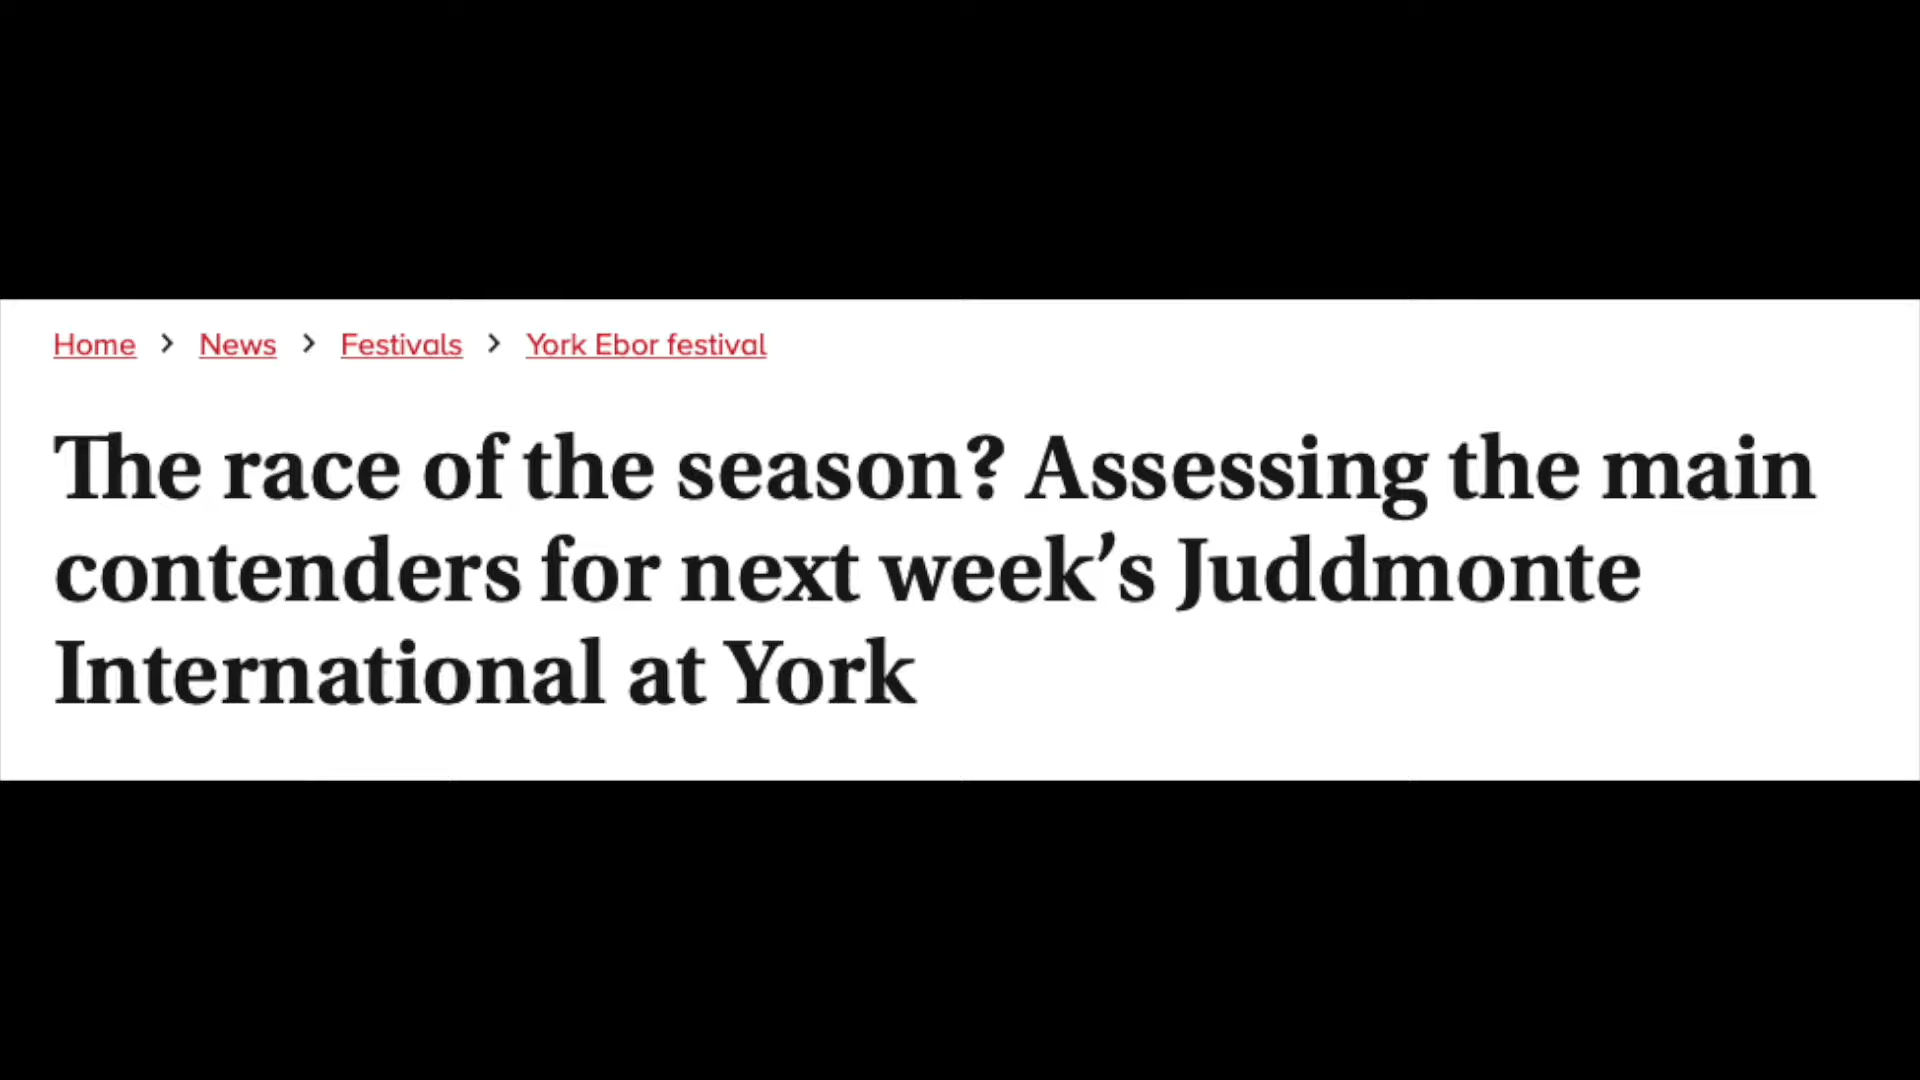 Home > News > Festivals > York Ebor festival
The race of the season? Assessing the main
contenders for next week’s Juddmonte
International at York